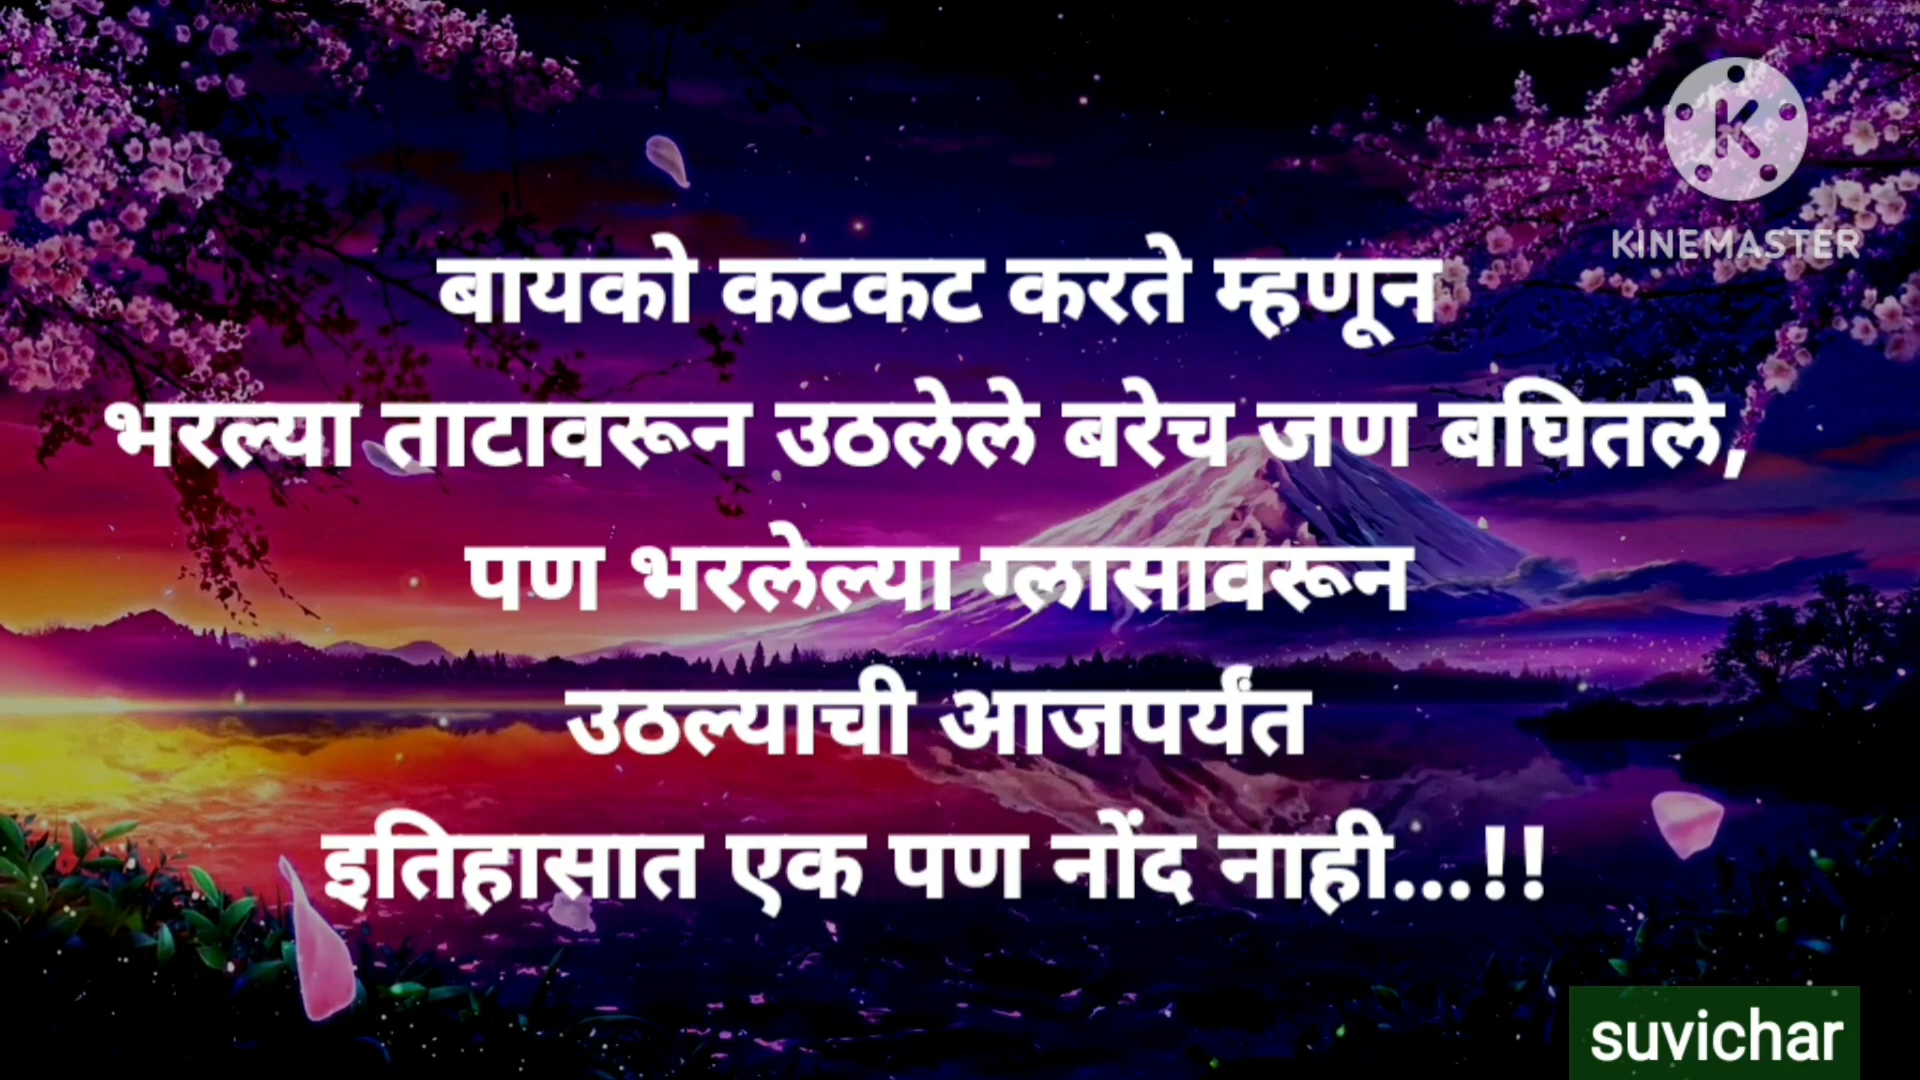 KINEMASTER
बायको कटकट करते म्हणून
भरल्या ताटावरून उठलेले बरेच जण बघितले,
पण भरलेल्या ग्लासावरून
उठल्याची आजपर्यंत
इतिहासात एक पण नोंद नाही...!!
suvichar